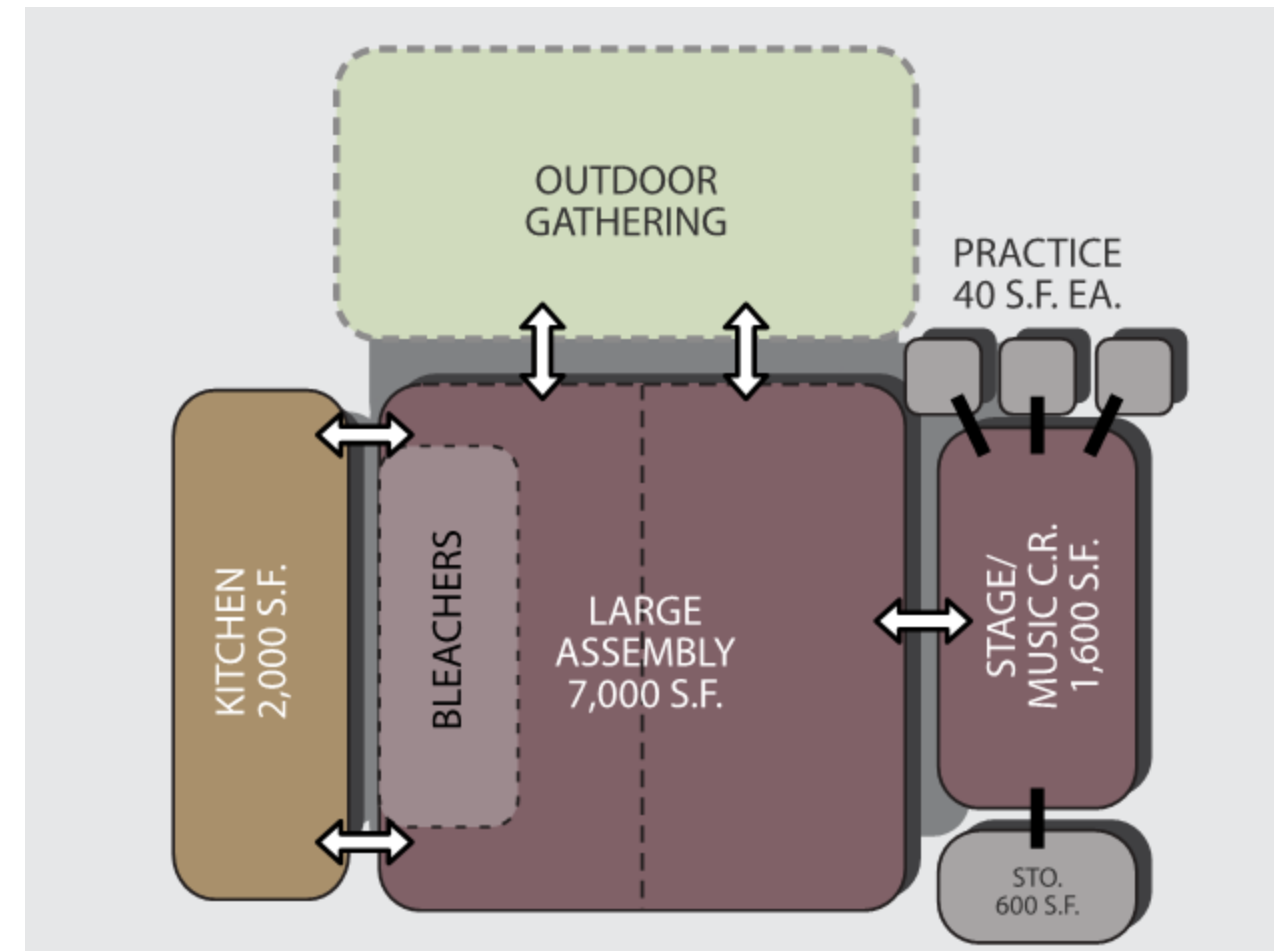 OUTDOOR
GATHERING
PRACTICE
40 S.F. EA.
KITCHEN
2,000 S.F.
BLEACHERS
LARGE
ASSEMBLY
7,000 S.F.
STAGE/
MUSIC C.R.
1,600 S.F.
STO.
600 S.F.